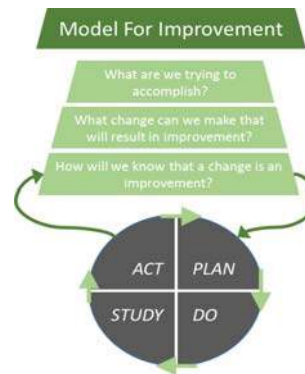 Model For Improvement
What are we trying to
accomplish?
What change can we make that
will result in improvement?
How will we know that a change is an
improvement?
ACT
PLAN
STUDY
DO